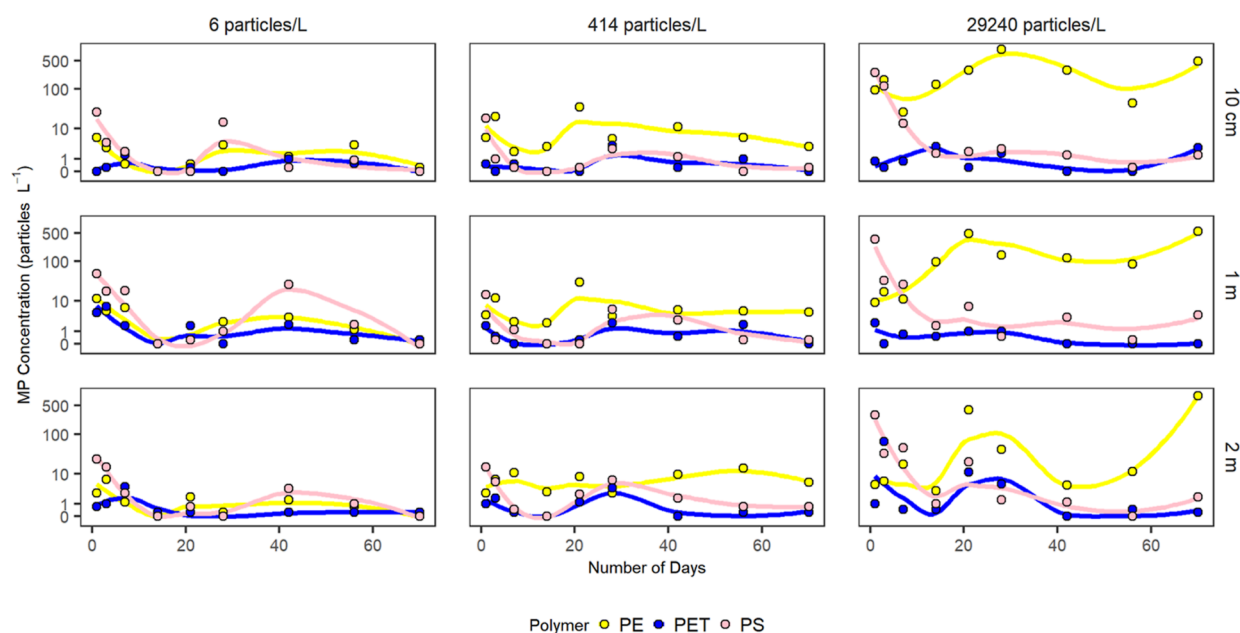 6 particles/L 414 particles/L 29240 particles/L
MP Concentration (particles L⁻¹)
500
100
10
1
0
10 cm
500
100
10
1
0
1 m
500
100
10
1
0
2 m
0 20 40 60 0 20 40 60 0 20 40 60
Number of Days
Polymer PE PET PS